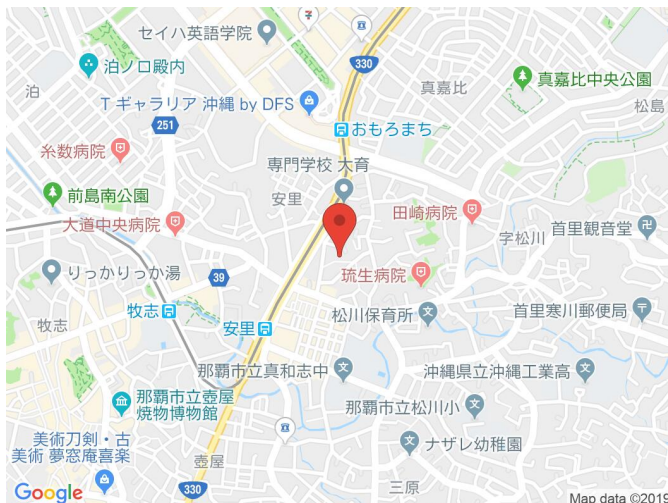 セイハ英語学院
330
泊ノ口殿内
真嘉比中央公園
泊
T ギャラリア 沖縄 by DFS
真嘉比
松島
251
おもろまち
糸数病院
専門学校 大育
前島南公園
安里
田崎病院
大道中央病院
字松川
首里観音堂
りっかりっか湯
39
琉生病院
牧志
牧志
安里
松川保育所
首里寒川郵便局
那覇市立真和志中
沖縄県立沖縄工業高
那覇市立壺屋
焼物博物館
那覇市立松川小
美術刀剣・古
美術 夢窓庵喜楽
ナザレ幼稚園
壺屋
三原
330
Google
Map data ©2019